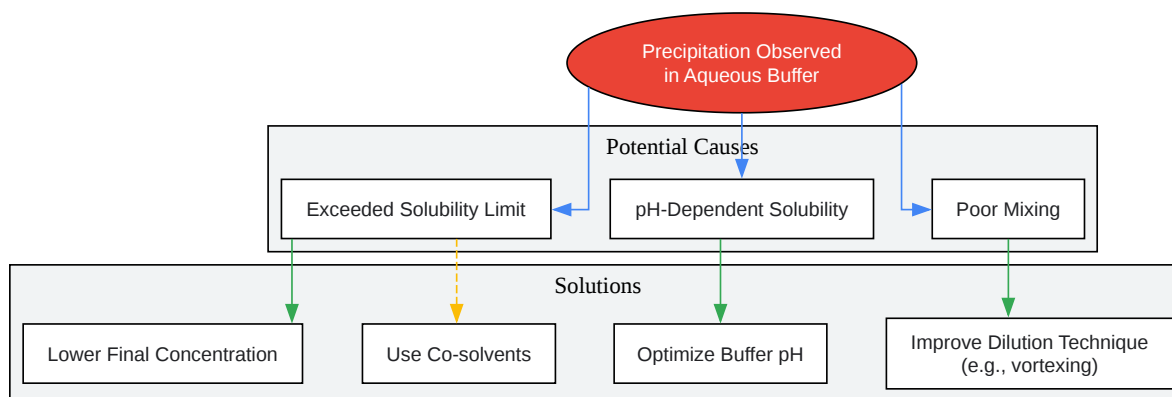 Precipitation Observed
in Aqueous Buffer
Potential Causes
Exceeded Solubility Limit
pH-Dependent Solubility
Poor Mixing
Solutions
Lower Final Concentration
Use Co-solvents
Optimize Buffer pH
Improve Dilution Technique
(e.g., vortexing)